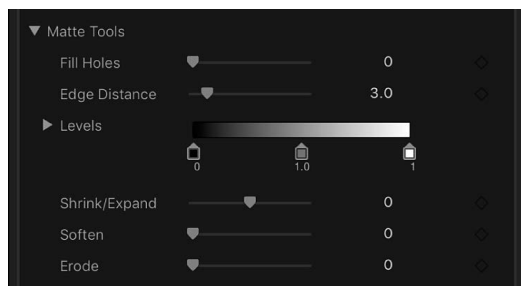 Matte Tools
Fill Holes 0
Edge Distance 3.0
Levels
0 1.0 1
Shrink/Expand 0
Soften 0
Erode 0